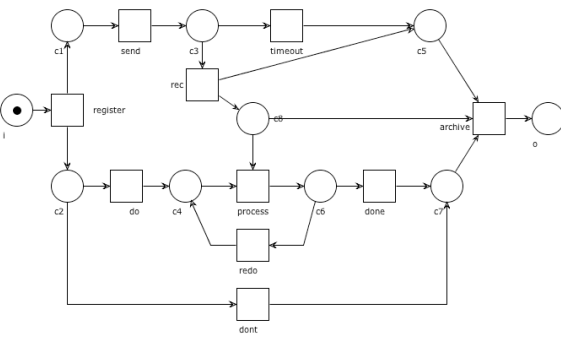 c1
send
c3
timeout
c5
rec
register
c8
archive
i
o
c2
do
c4
process
c6
done
c7
redo
dont